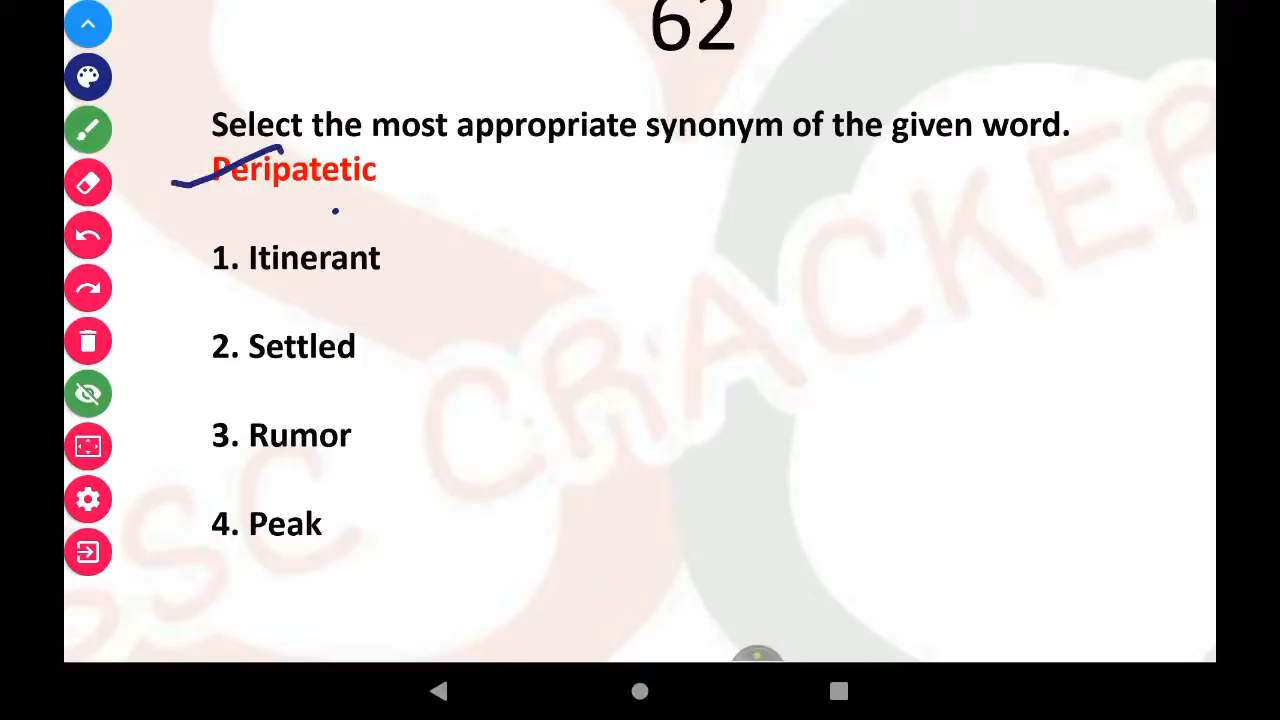 62
Select the most appropriate synonym of the given word.
Peripatetic
1. Itinerant
2. Settled
3. Rumor
4. Peak
SSC CRACKER